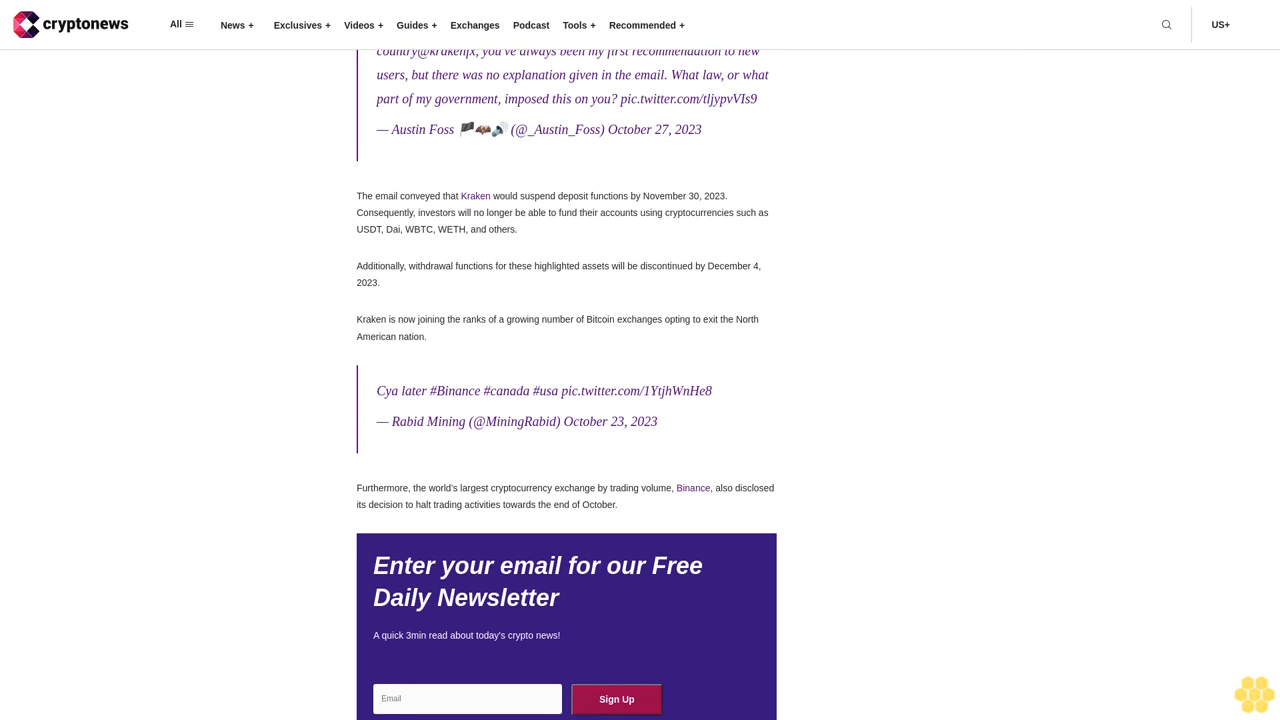 cryptonews
All
News +
Exclusives +
Videos +
Guides +
Exchanges
Podcast
Tools +
Recommended +
US+
country@krakenfx, you've always been my first recommendation to new
users, but there was no explanation given in the email. What law, or what
part of my government, imposed this on you? pic.twitter.com/tljypvVIs9
— Austin Foss 🏴🦇🔊 (@_Austin_Foss) October 27, 2023
The email conveyed that Kraken would suspend deposit functions by November 30, 2023.
Consequently, investors will no longer be able to fund their accounts using cryptocurrencies such as
USDT, Dai, WBTC, WETH, and others.
Additionally, withdrawal functions for these highlighted assets will be discontinued by December 4,
2023.
Kraken is now joining the ranks of a growing number of Bitcoin exchanges opting to exit the North
American nation.
Cya later #Binance #canada #usa pic.twitter.com/1YtjhWnHe8
— Rabid Mining (@MiningRabid) October 23, 2023
Furthermore, the world's largest cryptocurrency exchange by trading volume, Binance, also disclosed
its decision to halt trading activities towards the end of October.
Enter your email for our Free
Daily Newsletter
A quick 3min read about today's crypto news!
Email
Sign Up